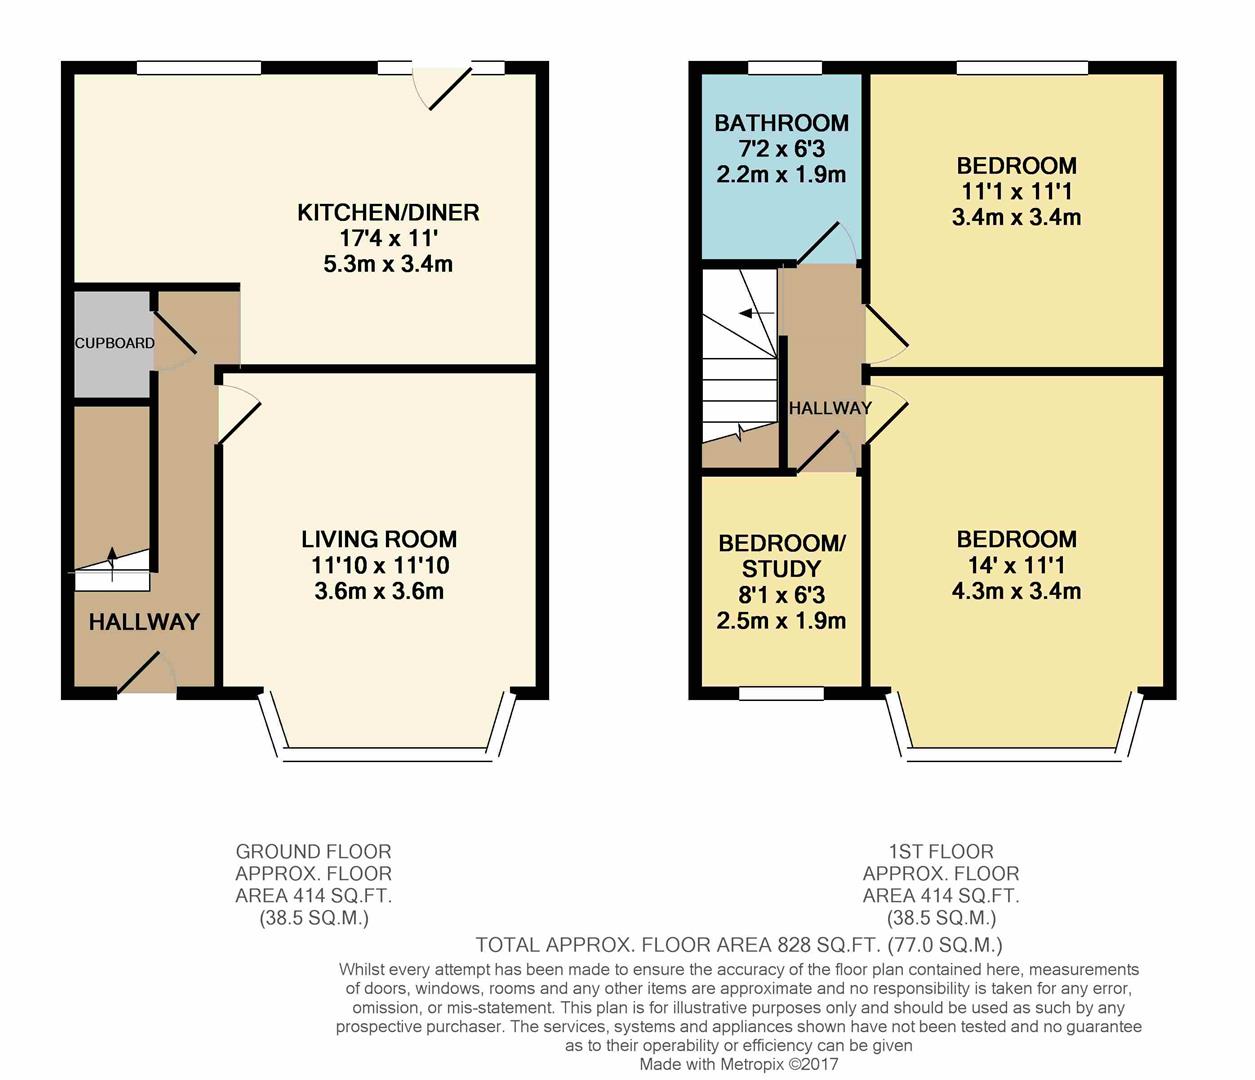 KITCHEN/DINER
17'4 x 11'
5.3m x 3.4m
CUPBOARD
LIVING ROOM
11'10 x 11'10
3.6m x 3.6m
HALLWAY
BATHROOM
7'2 x 6'3
2.2m x 1.9m
BEDROOM
11'1 x 11'1
3.4m x 3.4m
HALLWAY
BEDROOM/
STUDY
8'1 x 6'3
2.5m x 1.9m
BEDROOM
14' x 11'1
4.3m x 3.4m
GROUND FLOOR
APPROX. FLOOR
AREA 414 SQ.FT.
(38.5 SQ.M.)
1ST FLOOR
APPROX. FLOOR
AREA 414 SQ.FT.
(38.5 SQ.M.)
TOTAL APPROX. FLOOR AREA 828 SQ.FT. (77.0 SQ.M.)
Whilst every attempt has been made to ensure the accuracy of the floor plan contained here, measurements
of doors, windows, rooms and any other items are approximate and no responsibility is taken for any error,
omission, or mis-statement. This plan is for illustrative purposes only and should be used as such by any
prospective purchaser. The services, systems and appliances shown have not been tested and no guarantee
as to their operability or efficiency can be given
Made with Metropix ©2017